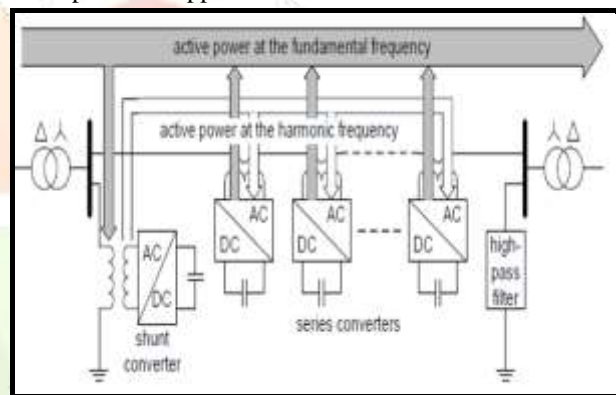 active power at the fundamental frequency
active power at the harmonic frequency
Δ
Δ
AC
DC
AC
DC
AC
DC
AC
DC
high-
pass
filter
shunt
converter
series converters